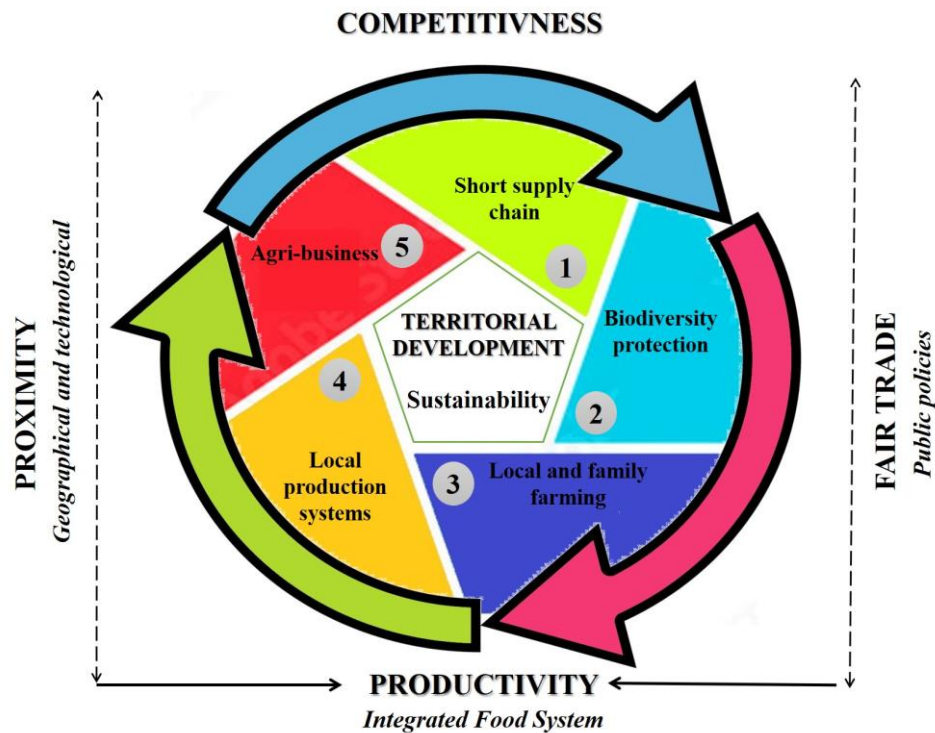 COMPETITIVNESS
Short supply
chain
1
Agri-business
5
Biodiversity
protection
2
TERRITORIAL
DEVELOPMENT
Sustainability
4
Local
production
systems
3
Local and family
farming
PROXIMITY
Geographical and technological
FAIR TRADE
Public policies
PRODUCTIVITY
Integrated Food System